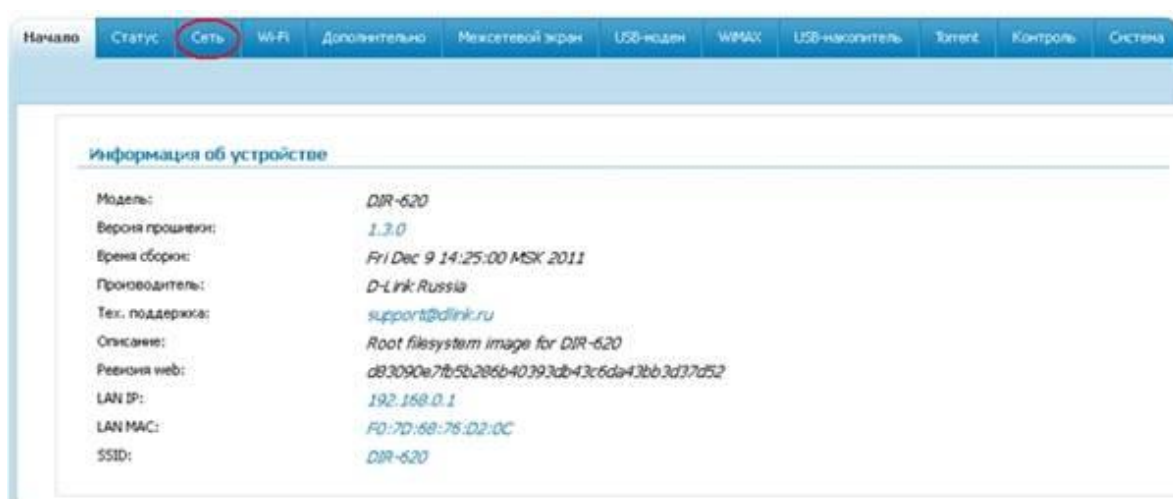 Начало Статус Сеть Wi-Fi Дополнительно Межсетевой экран USB-модем WiMAX USB-накопитель Torrent Контроль Система
Информация об устройстве
Модель: DIR-620
Версия прошивки: 1.3.0
Время сборки: Fri Dec 9 14:25:00 MSK 2011
Производитель: D-Link Russia
Тех. поддержка: support@dlink.ru
Описание: Root filesystem image for DIR-620
Ревизия web: d83090e7fb5b286b40393db43c6da43bb3d37d52
LAN IP: 192.168.0.1
LAN MAC: F0:7D:68:76:D2:0C
SSID: DIR-620